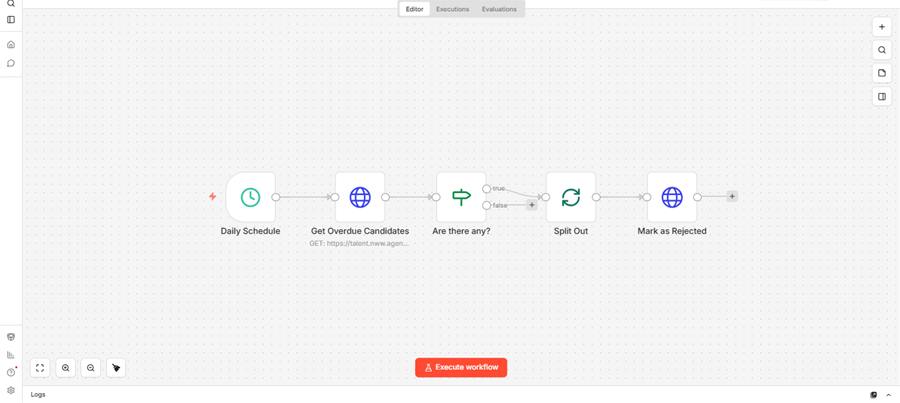 Editor
Executions
Evaluations
true
false
Daily Schedule
Get Overdue Candidates
GET: https://talent.nww.agen...
Are there any?
Split Out
Mark as Rejected
Execute workflow
Logs